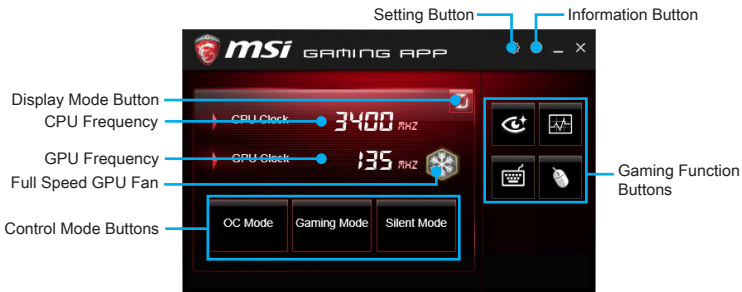 Setting Button
Information Button
msi GAMING APP
Display Mode Button
CPU Clock
3400 MHZ
CPU Frequency
GPU Clock
135 MHZ
GPU Frequency
Full Speed GPU Fan
Gaming Function
Buttons
Control Mode Buttons
OC Mode
Gaming Mode
Silent Mode